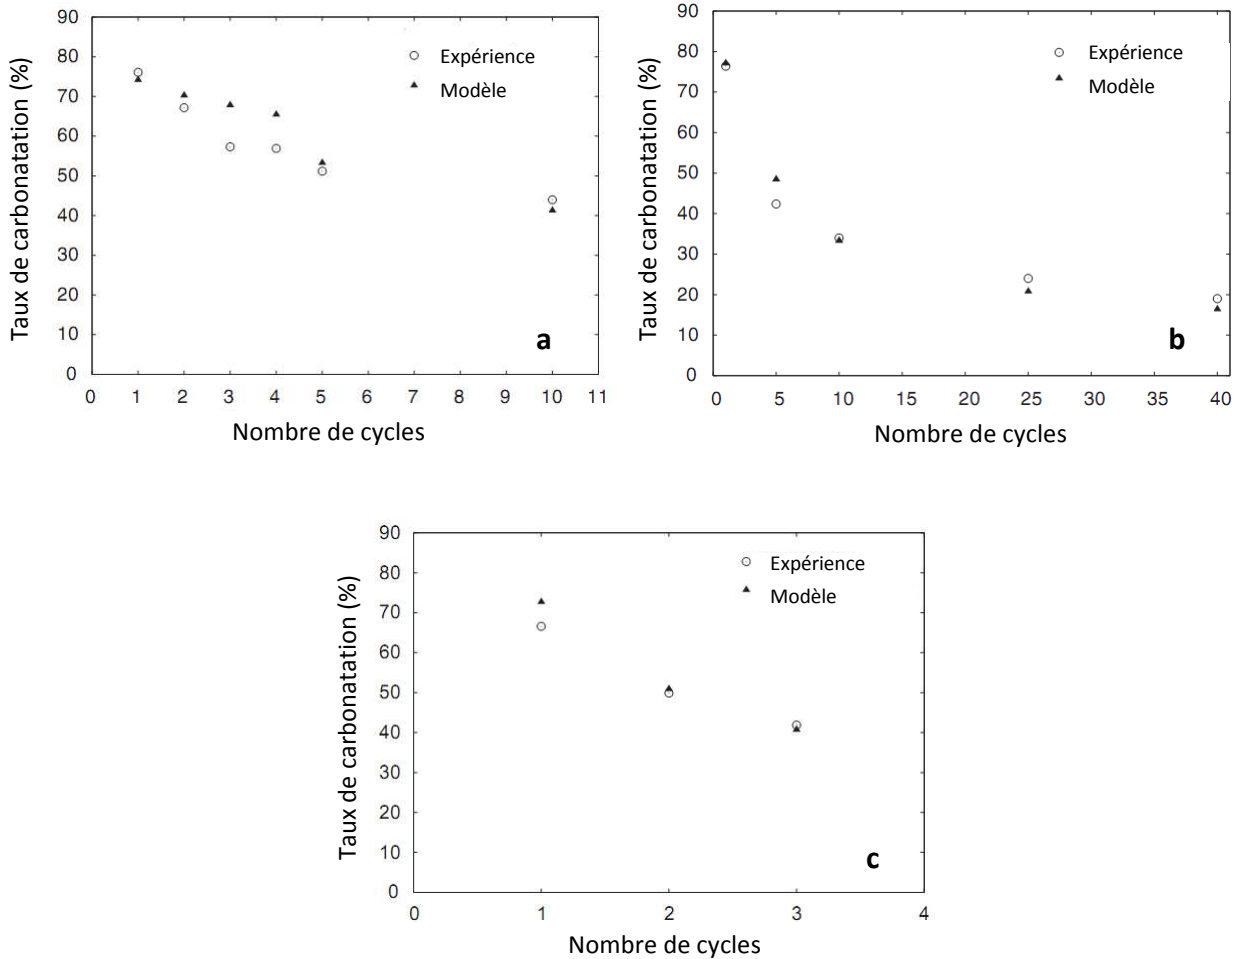 90
80
70
60
50
40
30
20
10
0
Taux de carbonatation (%)
Expérience
Modèle
a
0 1 2 3 4 5 6 7 8 9 10 11
Nombre de cycles
90
80
70
60
50
40
30
20
10
0
Taux de carbonatation (%)
Expérience
Modèle
b
0 5 10 15 20 25 30 35 40
Nombre de cycles
90
80
70
60
50
40
30
20
10
0
Taux de carbonatation (%)
Expérience
Modèle
c
0 1 2 3 4
Nombre de cycles